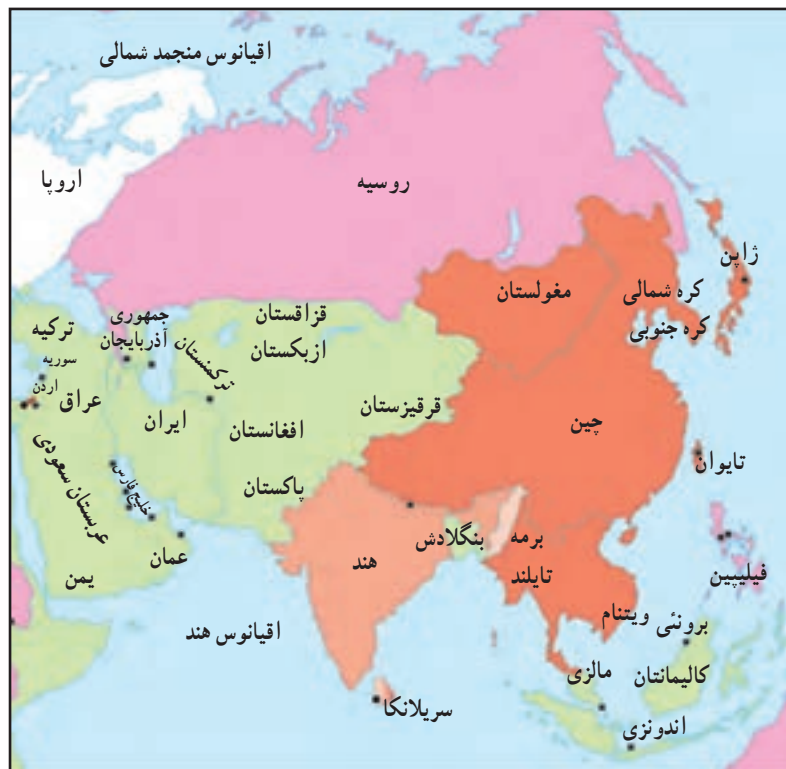 اقیانوس منجمد شمالی
اروپا
روسیه
ژاپن
مغولستان
کره شمالی
کره جنوبی
قزاقستان
جمهوری
آذربایجان
ازبکستان
ترکمنستان
ترکیه
سوریه
اردن
عراق
ایران
افغانستان
قرقیزستان
چین
تایوان
عربستان سعودی
خلیج فارس
پاکستان
عمان
یمن
هند
بنگلادش
برمه
تایلند
فیلیپین
ویتنام
برونئی
اقیانوس هند
مالزی
کالیمانتان
سریلانکا
اندونزی